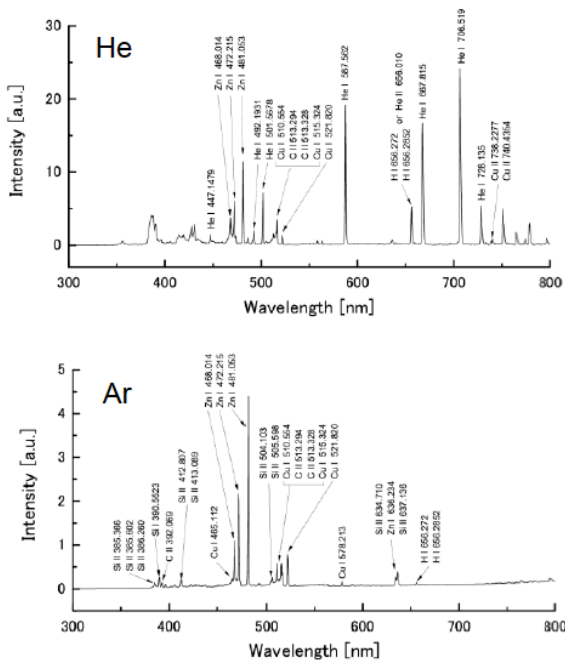 He
Intensity [a.u.]
30
20
10
0
He I 447.1479
Zn I 468.014
Zn I 472.215
Zn I 481.053
He I 492.1931
He I 501.5678
Cu I 510.554
C II 513.294
C II 513.328
Cu I 515.324
Cu I 521.820
He I 587.562
H I 656.272 or He II 656.010
H I 656.2852
He I 667.815
He I 706.519
He I 728.135
Cu II 738.2277
Cu II 740.4354
300 400 500 600 700 800
Wavelength [nm]
Ar
Intensity [a.u.]
5
4
3
2
1
0
Si II 385.366
Si II 385.602
Si II 386.260
Si I 390.5523
C II 392.069
Si II 412.807
Si II 413.089
Cu I 465.112
Zn I 468.014
Zn I 472.215
Zn I 481.053
Si II 504.103
Si II 505.598
Cu I 510.554
C II 513.294
C II 513.328
Cu I 515.324
Cu I 521.820
Cu I 578.213
Si II 634.710
Zn I 636.234
Si II 637.136
H I 656.272
H I 656.2852
300 400 500 600 700 800
Wavelength [nm]